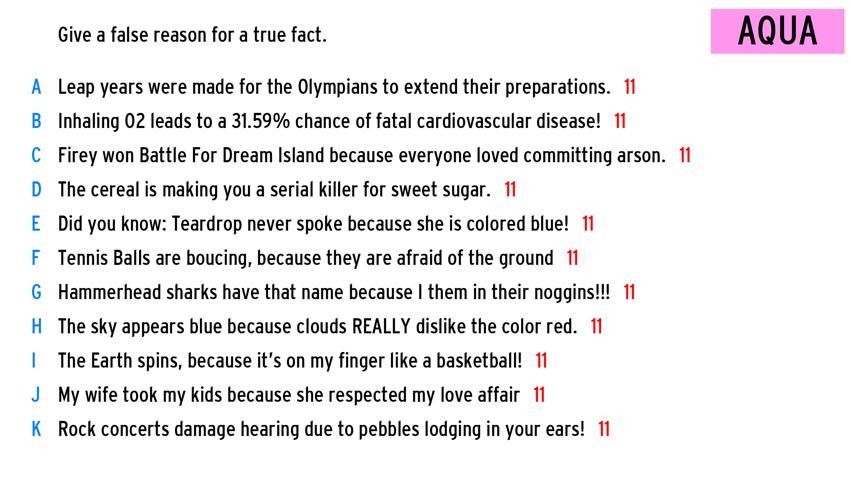 Give a false reason for a true fact.
AQUA
A Leap years were made for the Olympians to extend their preparations. 11
B Inhaling O2 leads to a 31.59% chance of fatal cardiovascular disease! 11
C Firey won Battle For Dream Island because everyone loved committing arson. 11
D The cereal is making you a serial killer for sweet sugar. 11
E Did you know: Teardrop never spoke because she is colored blue! 11
F Tennis Balls are boucing, because they are afraid of the ground 11
G Hammerhead sharks have that name because I them in their noggins!!! 11
H The sky appears blue because clouds REALLY dislike the color red. 11
I The Earth spins, because it's on my finger like a basketball! 11
J My wife took my kids because she respected my love affair 11
K Rock concerts damage hearing due to pebbles lodging in your ears! 11